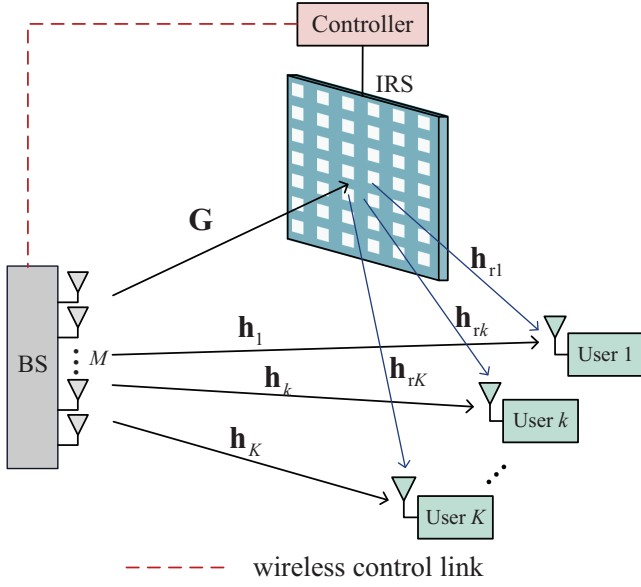 Controller
IRS
G
h_r1
h_1
h_rk
User 1
BS
M
h_k
h_rK
User k
h_K
User K
wireless control link